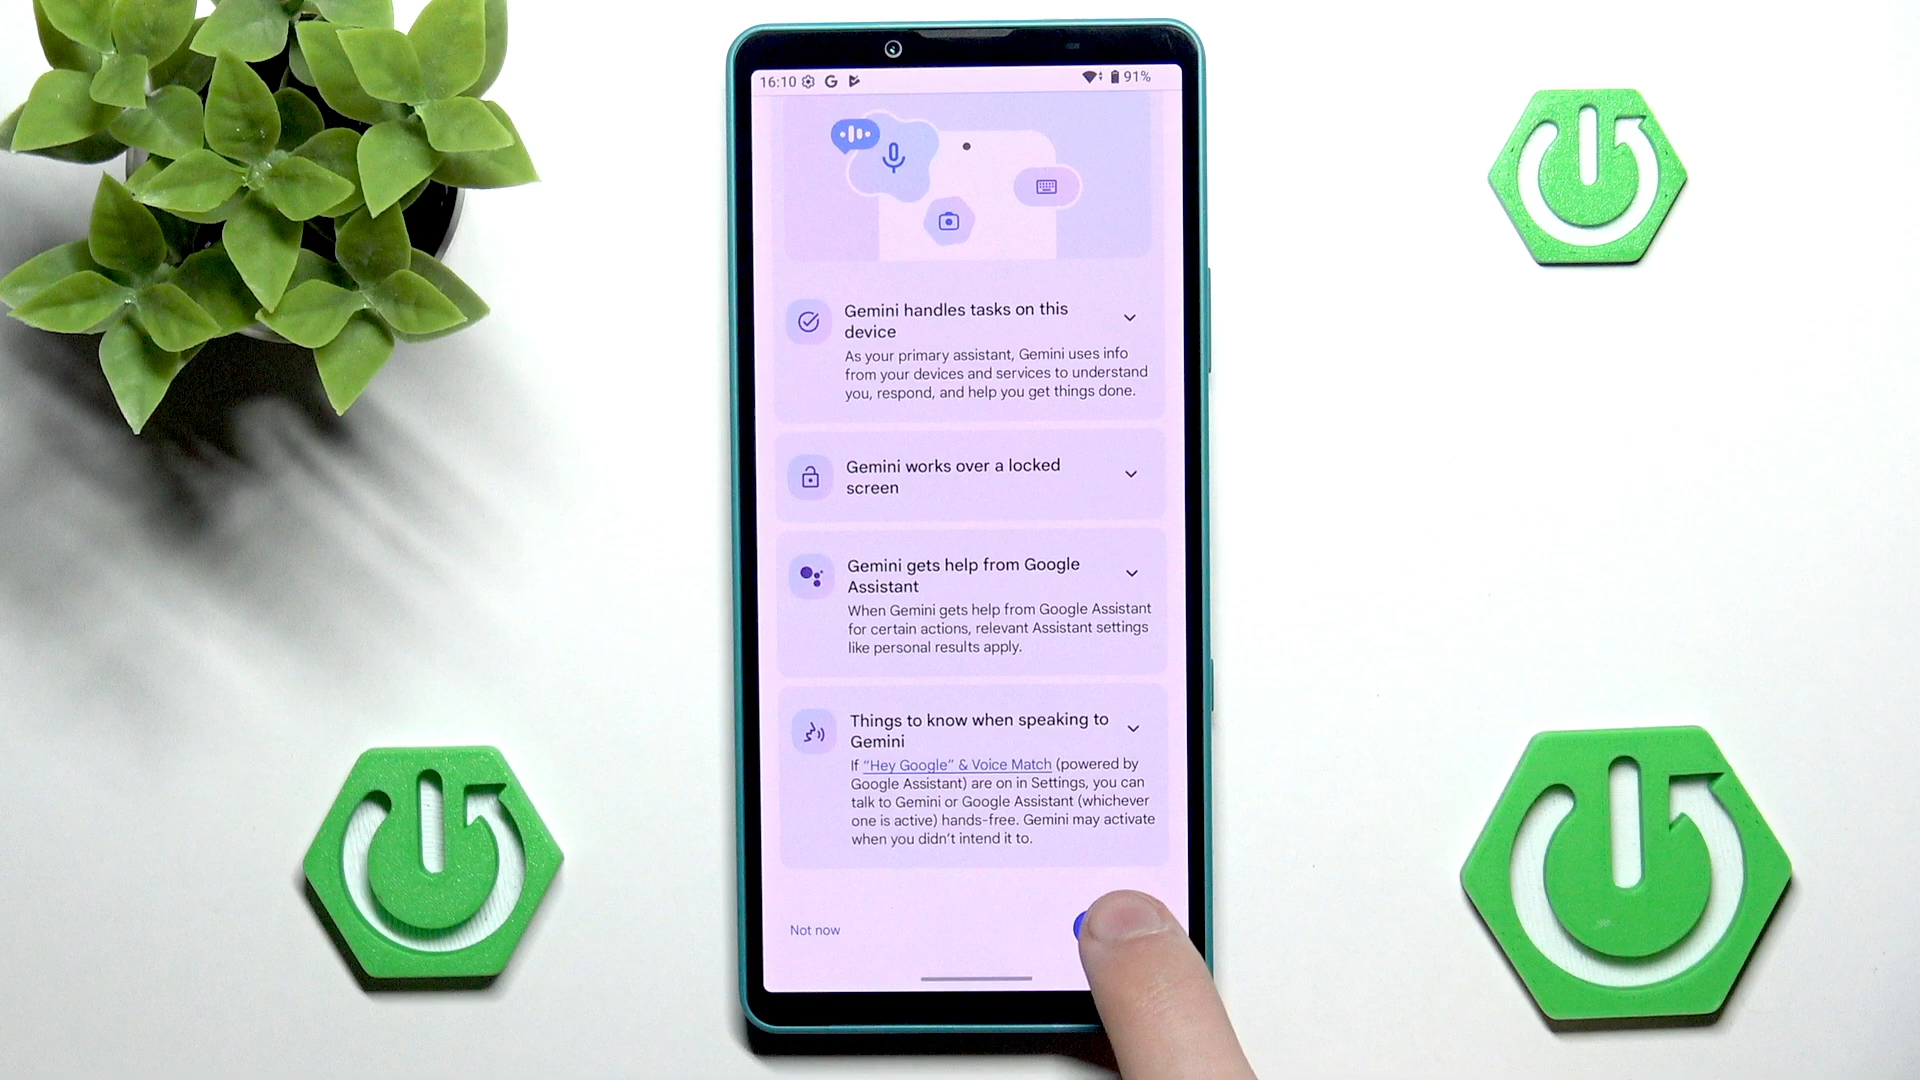 16:10 G 91%
Gemini handles tasks on this
device
As your primary assistant, Gemini uses info
from your devices and services to understand
you, respond, and help you get things done.
Gemini works over a locked
screen
Gemini gets help from Google
Assistant
When Gemini gets help from Google Assistant
for certain actions, relevant Assistant settings
like personal results apply.
Things to know when speaking to
Gemini
If “Hey Google” & Voice Match (powered by
Google Assistant) are on in Settings, you can
talk to Gemini or Google Assistant (whichever
one is active) hands-free. Gemini may activate
when you didn’t intend it to.
Not now